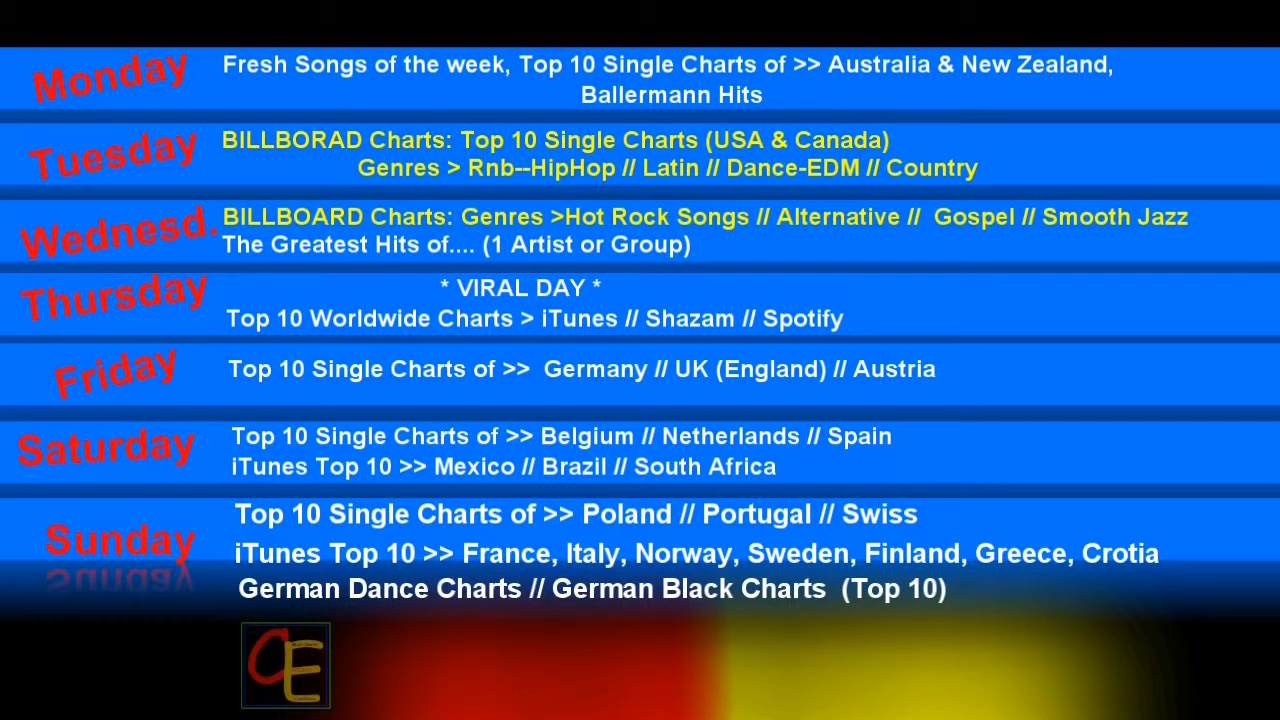 Monday
Fresh Songs of the week, Top 10 Single Charts of >> Australia & New Zealand,
Ballermann Hits
Tuesday
BILLBORAD Charts: Top 10 Single Charts (USA & Canada)
Genres > Rnb--HipHop // Latin // Dance-EDM // Country
Wednesd.
BILLBOARD Charts: Genres >Hot Rock Songs // Alternative // Gospel // Smooth Jazz
The Greatest Hits of.... (1 Artist or Group)
Thursday
* VIRAL DAY *
Top 10 Worldwide Charts > iTunes // Shazam // Spotify
Friday
Top 10 Single Charts of >> Germany // UK (England) // Austria
Saturday
Top 10 Single Charts of >> Belgium // Netherlands // Spain
iTunes Top 10 >> Mexico // Brazil // South Africa
Sunday
Top 10 Single Charts of >> Poland // Portugal // Swiss
iTunes Top 10 >> France, Italy, Norway, Sweden, Finland, Greece, Crotia
German Dance Charts // German Black Charts (Top 10)
CE